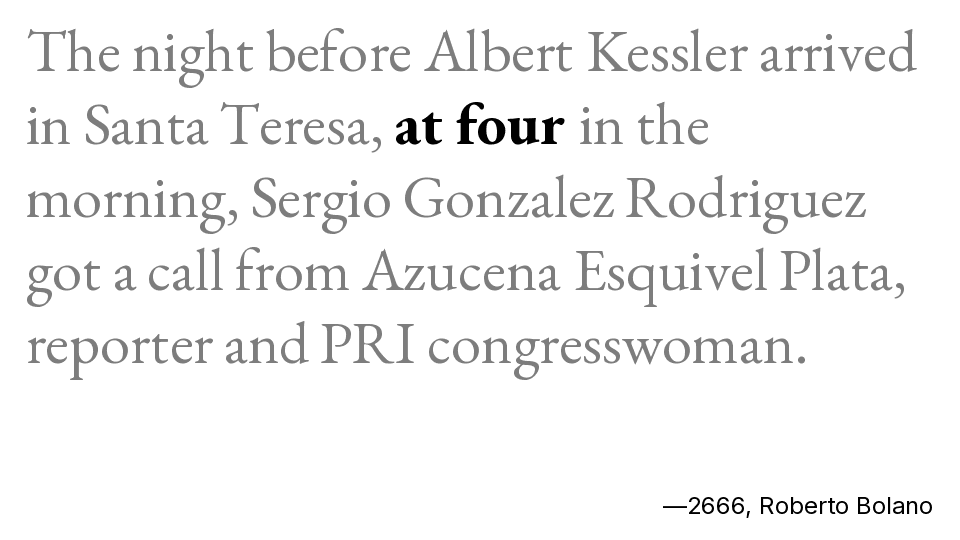 The night before Albert Kessler arrived
in Santa Teresa, at four in the
morning, Sergio Gonzalez Rodriguez
got a call from Azucena Esquivel Plata,
reporter and PRI congresswoman.
—2666, Roberto Bolano